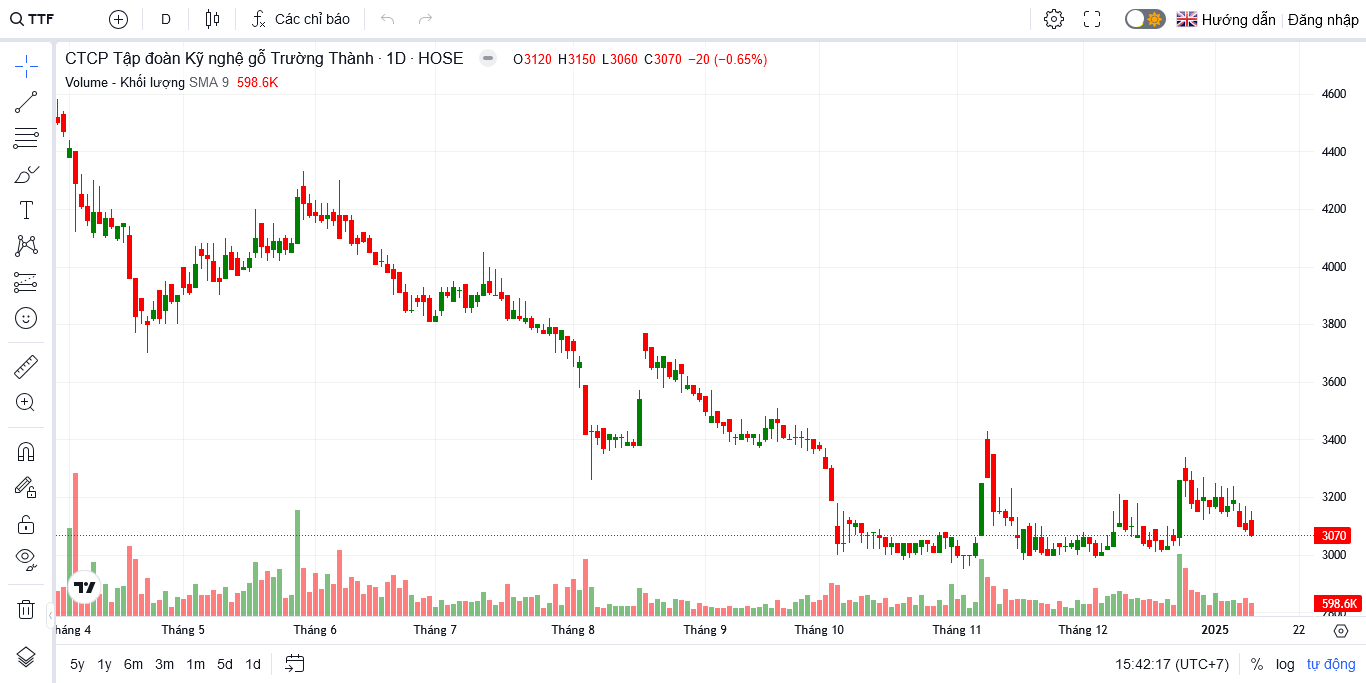 TTF D Các chỉ báo Hướng dẫn Đăng nhập
CTCP Tập đoàn Kỹ nghệ gỗ Trường Thành · 1D · HOSE O3120 H3150 L3060 C3070 −20 (−0.65%)
Volume - Khối lượng SMA 9 598.6K
4600
4400
4200
4000
3800
3600
3400
3200
3070
3000
598.6K
2800
háng 4 Tháng 5 Tháng 6 Tháng 7 Tháng 8 Tháng 9 Tháng 10 Tháng 11 Tháng 12 2025 22
5y 1y 6m 3m 1m 5d 1d 15:42:17 (UTC+7) % log tự động